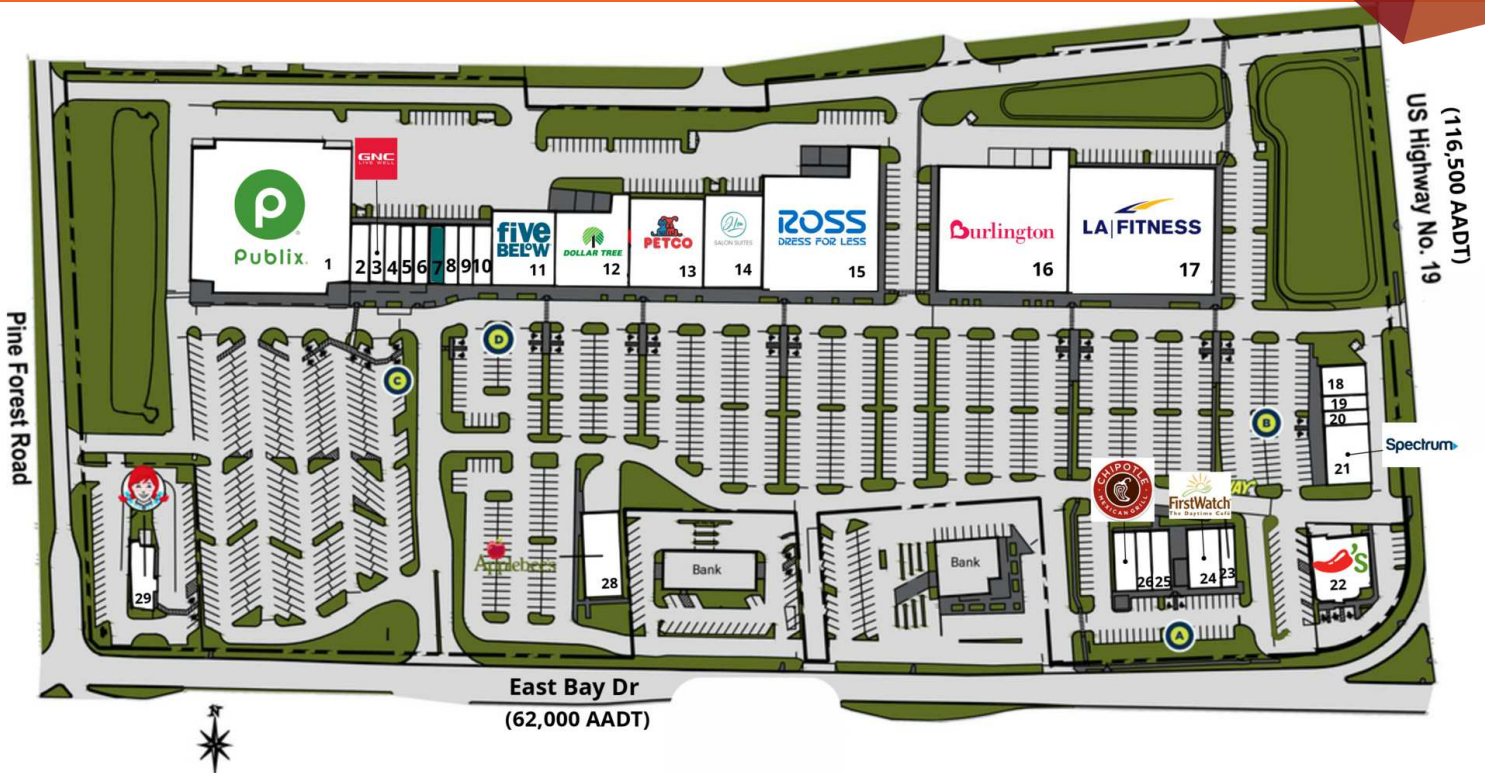 GNC
LIVE WELL
Publix.
1
2
3
4
5
6
7
8
9
10
five
BEL°W
11
DOLLAR TREE
12
PETCO
13
SALON SUITES
14
ROSS
DRESS FOR LESS
15
Burlington
16
LA|FITNESS
17
(116,500 AADT)
US Highway No. 19
Pine Forest Road
D
C
B
18
19
20
21
Spectrum
CHIPOTLE
MEXICAN GRILL
FirstWatch
The Daytime Café
WAY
Applebee's
28
Bank
Bank
26
25
24
23
's
22
29
A
East Bay Dr
(62,000 AADT)
N